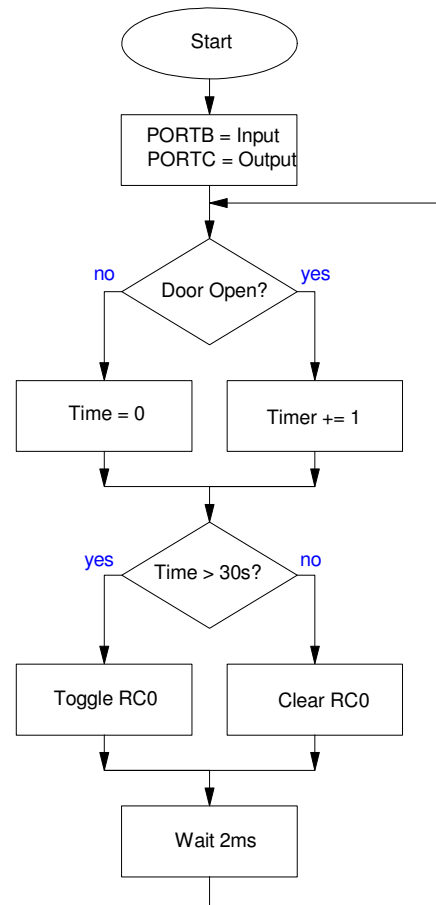 Start
PORTB = Input
PORTC = Output
no
yes
Door Open?
Time = 0
Timer += 1
yes
no
Time > 30s?
Toggle RC0
Clear RC0
Wait 2ms